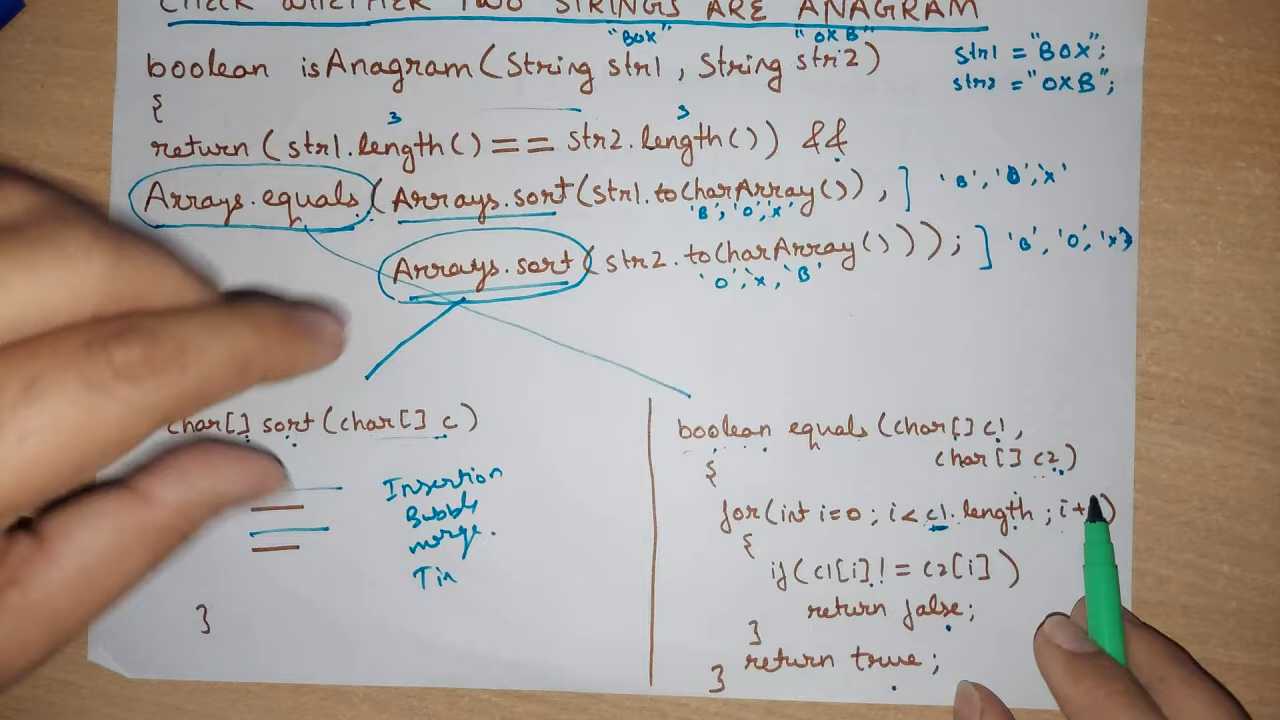 CHECK WHETHER TWO STRINGS ARE ANAGRAM
"BOX" "OXB"
boolean isAnagram(String str1, String str2)
str1 = "BOX";
str2 = "OXB";
{
3 3
return (str1.length() == str2.length()) &&
Arrays.equals(Arrays.sort(str1.toCharArray(), ] 'B','O','X'
'B','O','X'
Arrays.sort(str2.toCharArray())); ] 'B','O','X'
'O','X','B'
char[] sort(char[] c)
Insertion
Bubble
merge.
Tim
}
boolean equals(char[] c1,
char[] c2)
{
for(int i=0; i<c1.length; i+ )
{
if(c1[i]!=c2[i])
return false;
}
return true;
}